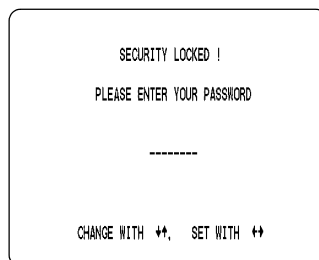 SECURITY LOCKED !
PLEASE ENTER YOUR PASSWORD
--------
CHANGE WITH ↓↑, SET WITH ←→